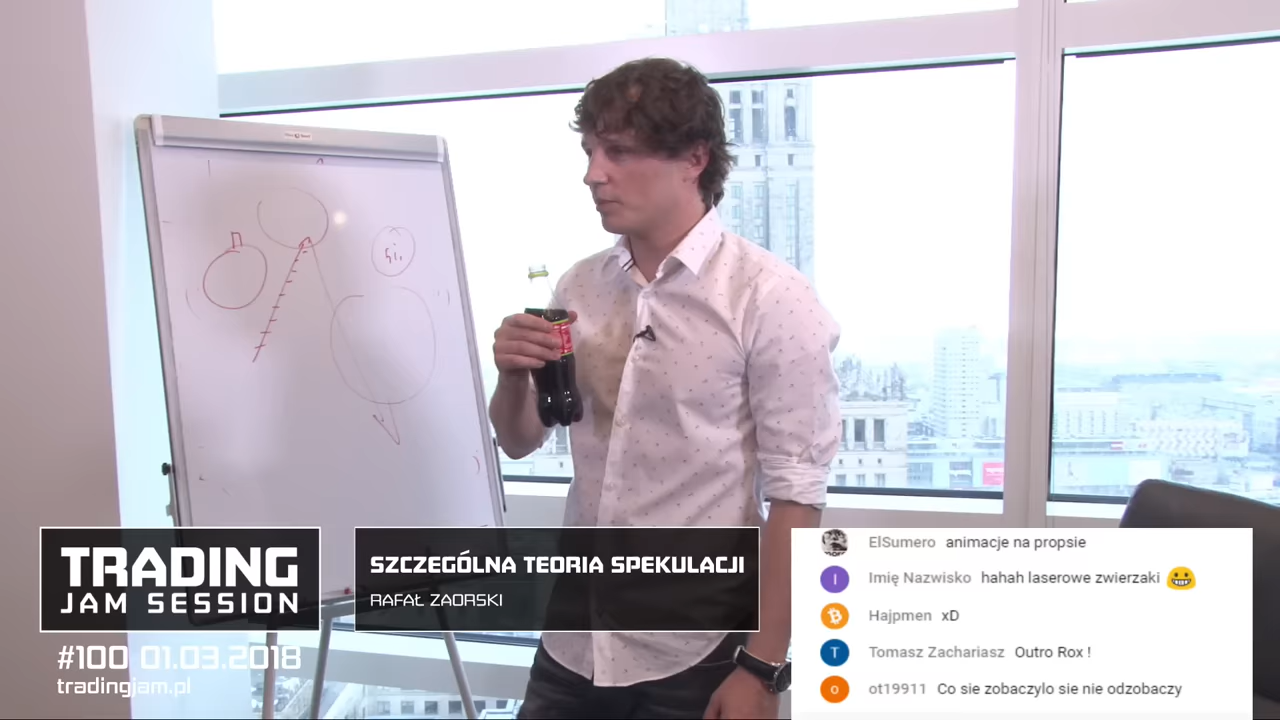 TRADING
JAM SESSION
#100 01.03.2018
tradingjam.pl
SZCZEGÓLNA TEORIA SPEKULACJI
RAFAŁ ZAORSKI
ElSumero animacje na propsie
Imię Nazwisko hahah laserowe zwierzaki
Hajpmen xD
Tomasz Zachariasz Outro Rox !
ot19911 Co sie zobaczylo sie nie odzobaczy